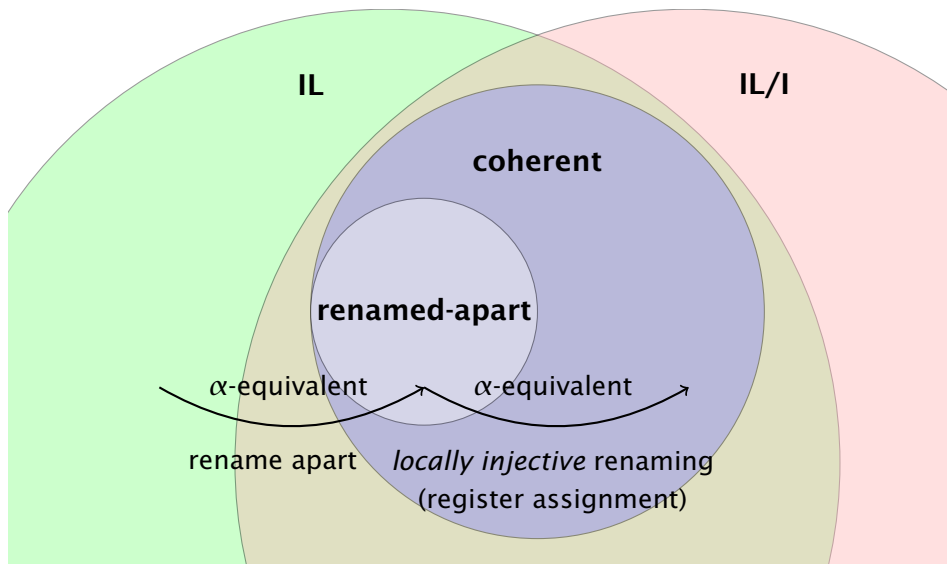 IL
IL/I
coherent
renamed-apart
α-equivalent
α-equivalent
rename apart
locally injective renaming
(register assignment)